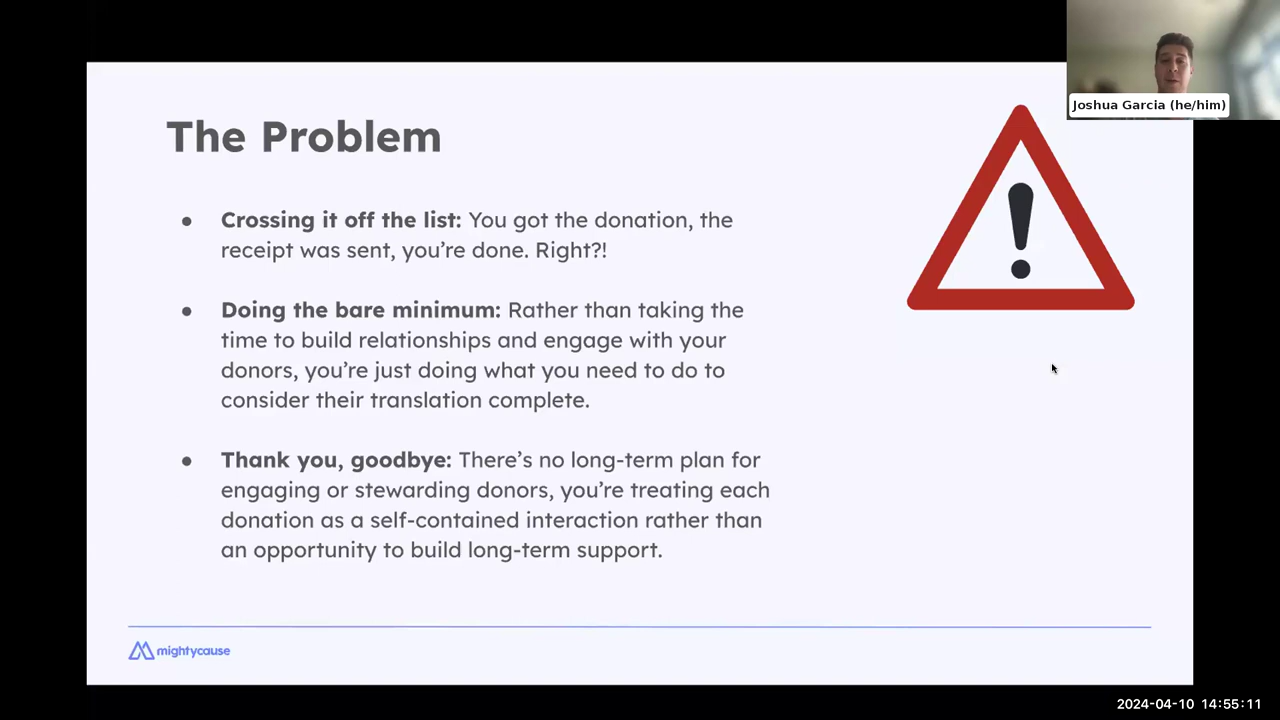 Joshua Garcia (he/him)
The Problem
● Crossing it off the list: You got the donation, the
receipt was sent, you’re done. Right?!
● Doing the bare minimum: Rather than taking the
time to build relationships and engage with your
donors, you’re just doing what you need to do to
consider their translation complete.
● Thank you, goodbye: There’s no long-term plan for
engaging or stewarding donors, you’re treating each
donation as a self-contained interaction rather than
an opportunity to build long-term support.
mightycause
2024-04-10 14:55:11